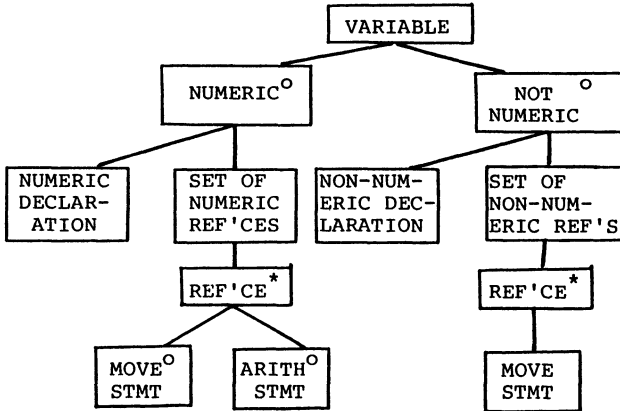 VARIABLE
NUMERIC O
NOT O
NUMERIC
NUMERIC
DECLAR-
ATION
SET OF
NUMERIC
REF'CES
NON-NUM-
ERIC DEC-
LARATION
SET OF
NON-NUM-
ERIC REF'S
REF'CE*
REF'CE*
MOVE O
STMT
ARITH O
STMT
MOVE
STMT